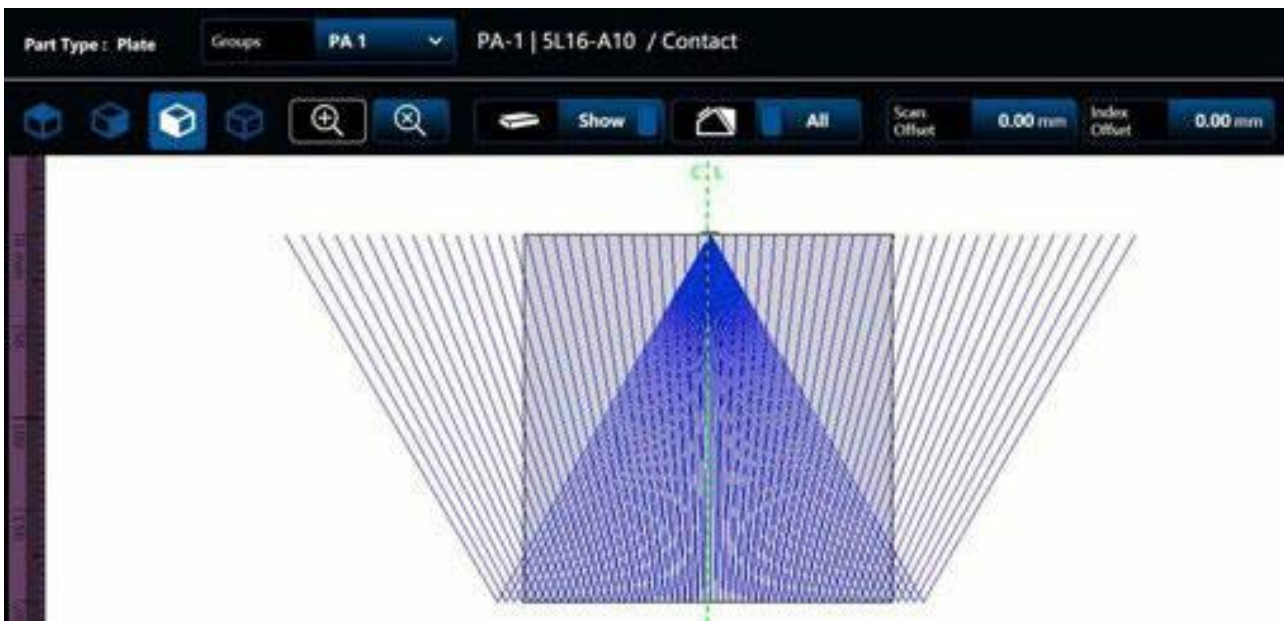 Part Type : Plate
Groups
PA 1
PA-1 | 5L16-A10 / Contact
Show
All
Scan Offset
0.00 mm
Index Offset
0.00 mm
C L